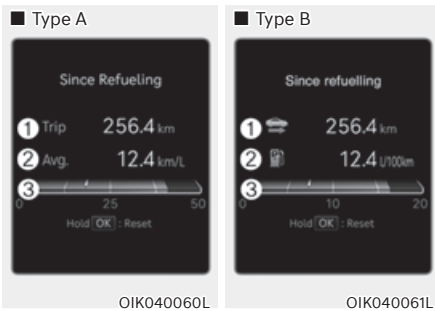 ■ Type A
Since Refueling
① Trip 256.4 km
② Avg. 12.4 km/L
③
0 25 50
Hold OK : Reset
OIK040060L
■ Type B
Since refuelling
① 256.4 km
② 12.4 L/100km
③
0 10 20
Hold OK : Reset
OIK040061L